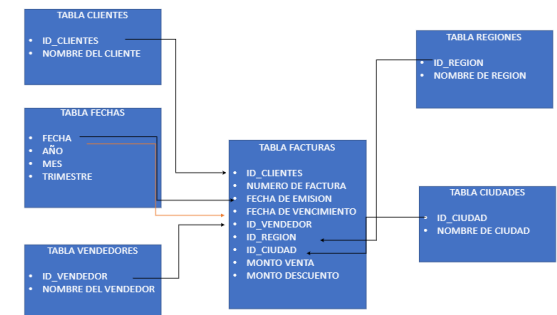 TABLA CLIENTES
• ID_CLIENTES
• NOMBRE DEL CLIENTE
TABLA FECHAS
• FECHA
• AÑO
• MES
• TRIMESTRE
TABLA VENDEDORES
• ID_VENDEDOR
• NOMBRE DEL VENDEDOR
TABLA FACTURAS
• ID_CLIENTES
• NUMERO DE FACTURA
• FECHA DE EMISION
• FECHA DE VENCIMIENTO
• ID_VENDEDOR
• ID_REGION
• ID_CIUDAD
• MONTO VENTA
• MONTO DESCUENTO
TABLA REGIONES
• ID_REGION
• NOMBRE DE REGION
TABLA CIUDADES
• ID_CIUDAD
• NOMBRE DE CIUDAD